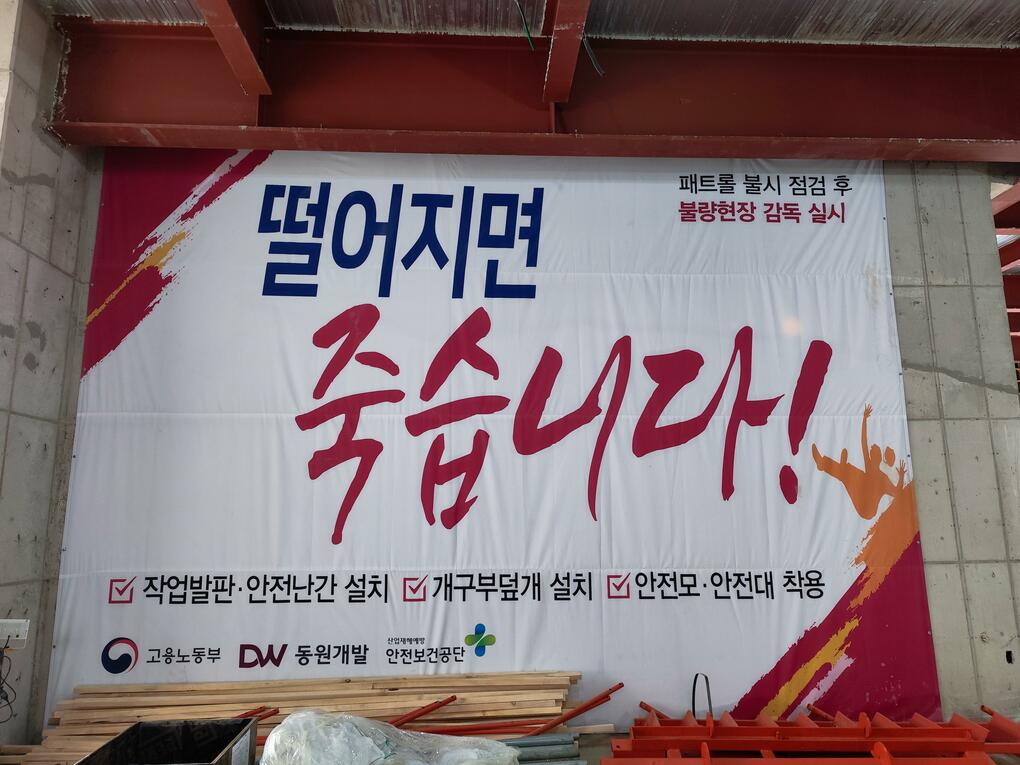 패트롤 불시 점검 후
불량현장 감독 실시
떨어지면
죽습니다!
작업발판·안전난간 설치 개구부덮개 설치 안전모·안전대 착용
고용노동부 DW 동원개발 산업재해예방 안전보건공단